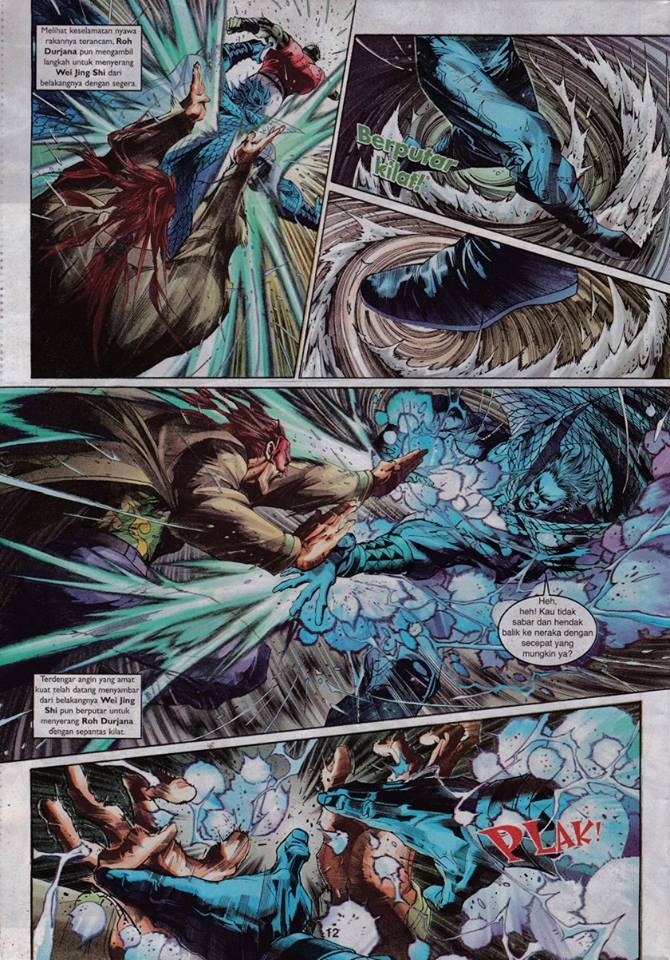 Melihat keselamatan nyawa
rakannya terancam, Roh
Durjana pun mengambil
langkah untuk menyerang
Wei Jing Shi dari
belakangnya dengan segera.
Berputar
kilat!
Heh,
heh! Kau tidak
sabar dan hendak
balik ke neraka dengan
secepat yang
mungkin ya?
Terdengar angin yang amat
kuat telah datang menyambar
dari belakangnya Wei Jing
Shi pun berputar untuk
menyerang Roh Durjana
dengan sepantas kilat.
PLAK!
12